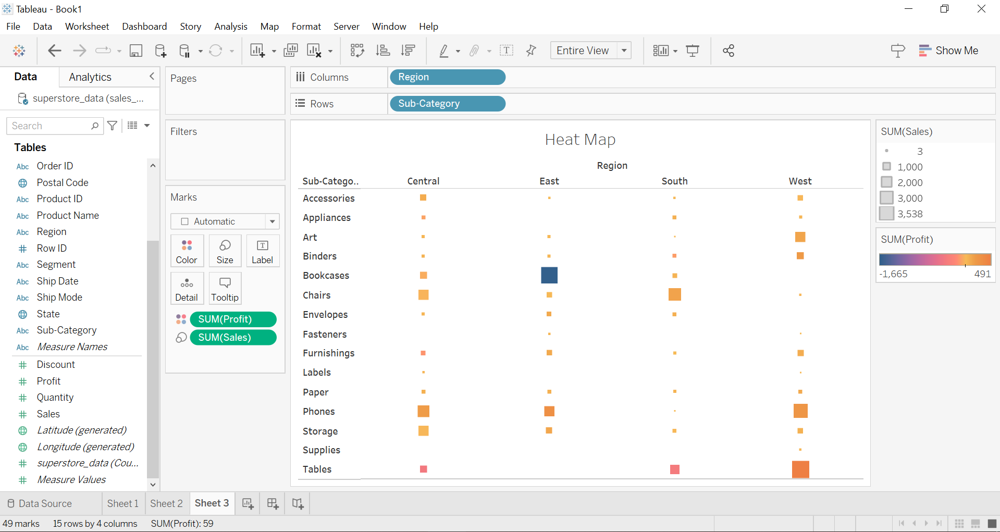 Tableau - Book1
File Data Worksheet Dashboard Story Analysis Map Format Server Window Help
Entire View
Show Me
Data
Analytics
superstore_data (sales_...
Search
Tables
Abc Order ID
Postal Code
Abc Product ID
Abc Product Name
Abc Region
Row ID
Abc Segment
Abc Ship Date
Abc Ship Mode
State
Abc Sub-Category
Abc Measure Names
Discount
Profit
Quantity
Sales
Latitude (generated)
Longitude (generated)
superstore_data (Cou...
Measure Values
Pages
Filters
Marks
Automatic
Color Size Label
Detail Tooltip
SUM(Profit)
SUM(Sales)
Columns Region
Rows Sub-Category
Heat Map
Region
Sub-Catego.. Central East South West
Accessories
Appliances
Art
Binders
Bookcases
Chairs
Envelopes
Fasteners
Furnishings
Labels
Paper
Phones
Storage
Supplies
Tables
SUM(Sales)
3
1,000
2,000
3,000
3,538
SUM(Profit)
-1,665 491
Data Source Sheet 1 Sheet 2 Sheet 3
49 marks 15 rows by 4 columns SUM(Profit): 59